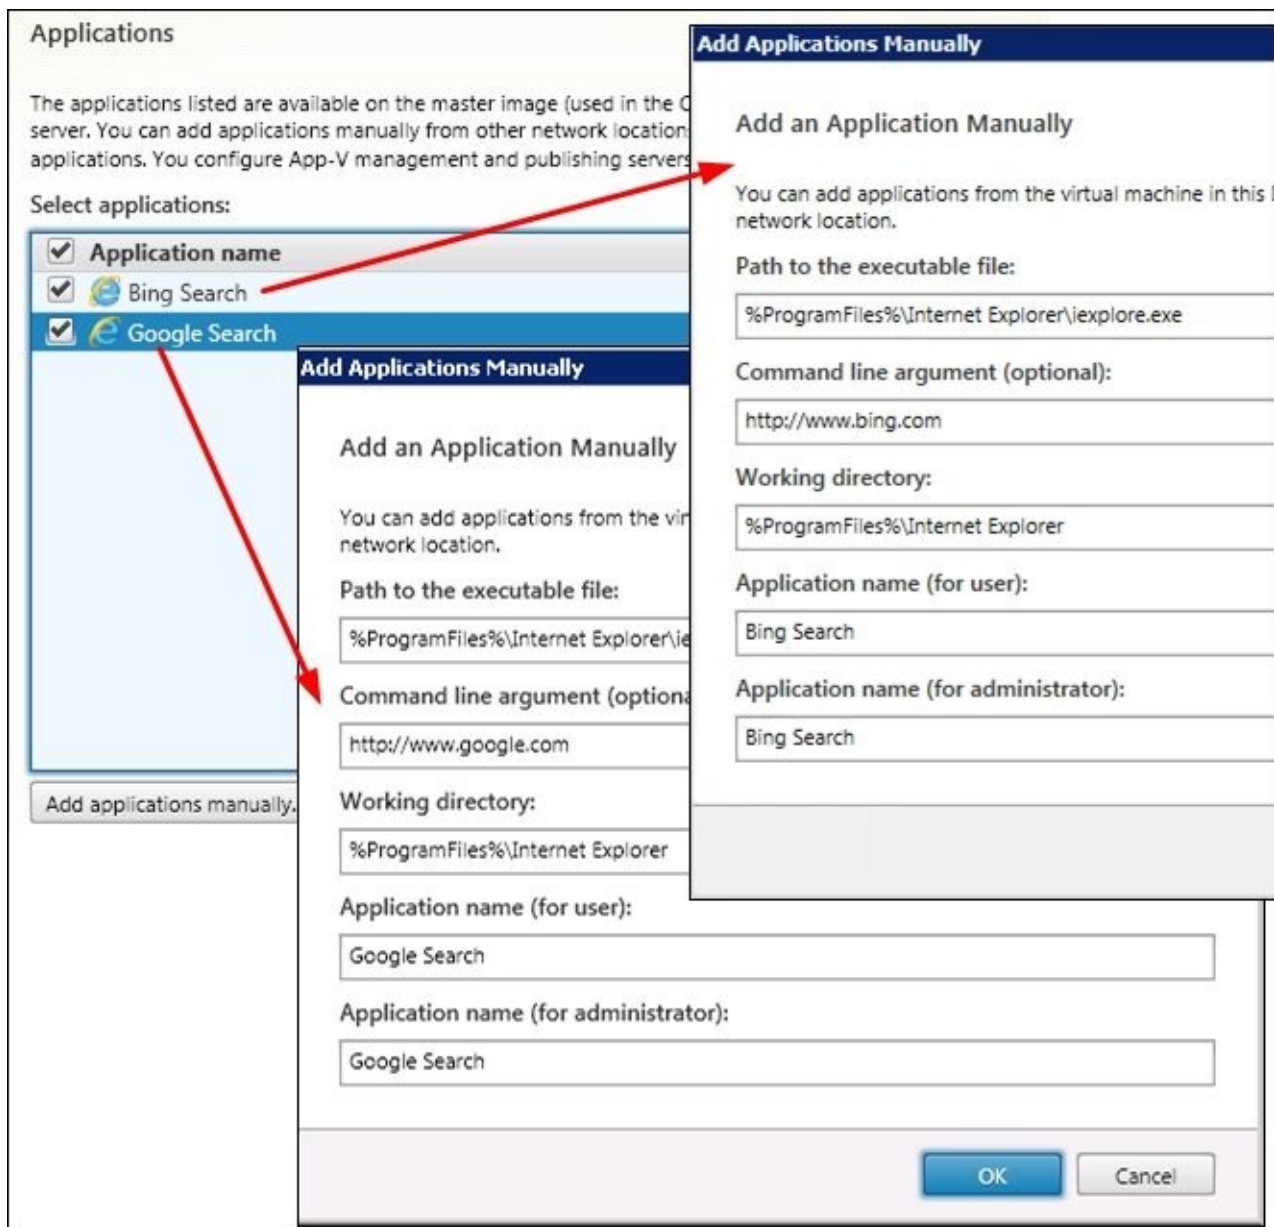 Applications
The applications listed are available on the master image (used in the
server. You can add applications manually from other network location
applications. You configure App-V management and publishing servers
Select applications:
Application name
Bing Search
Google Search
Add applications manually.
Add Applications Manually
Add an Application Manually
You can add applications from the virtual machine in this
network location.
Path to the executable file:
%ProgramFiles%\Internet Explorer\iexplore.exe
Command line argument (optional):
http://www.bing.com
Working directory:
%ProgramFiles%\Internet Explorer
Application name (for user):
Bing Search
Application name (for administrator):
Bing Search
Add Applications Manually
Add an Application Manually
You can add applications from the vir
network location.
Path to the executable file:
%ProgramFiles%\Internet Explorer\ie
Command line argument (optiona
http://www.google.com
Working directory:
%ProgramFiles%\Internet Explorer
Application name (for user):
Google Search
Application name (for administrator):
Google Search
OK
Cancel